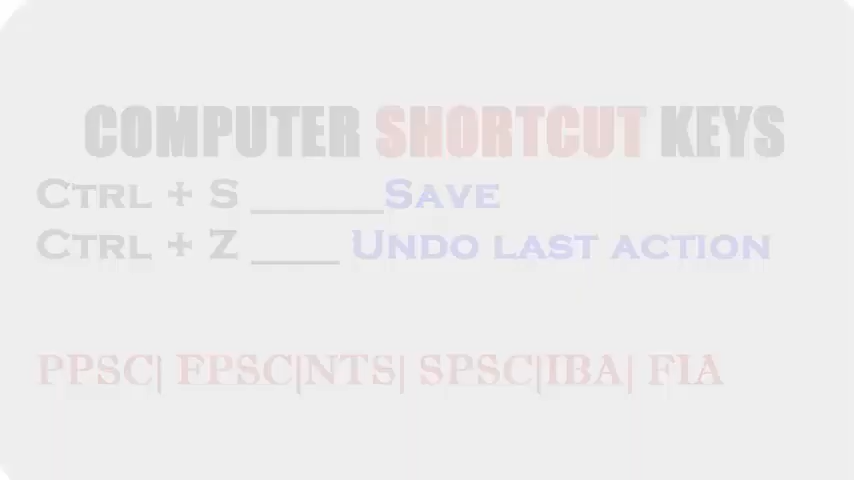 COMPUTER SHORTCUT KEYS
CTRL + S ______SAVE
CTRL + Z ____ UNDO LAST ACTION
PPSC| FPSC|NTS| SPSC|IBA| FIA